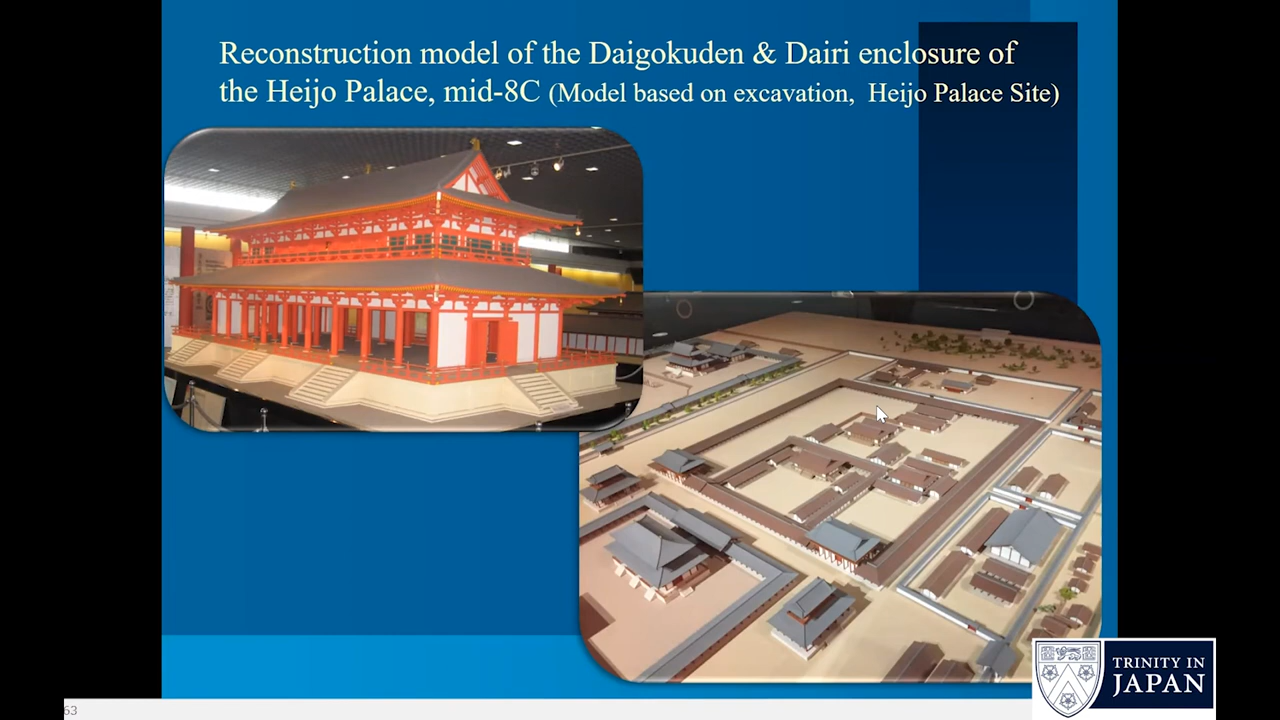 Reconstruction model of the Daigokuden & Dairi enclosure of
the Heijo Palace, mid-8C (Model based on excavation, Heijo Palace Site)
63
TRINITY IN
JAPAN